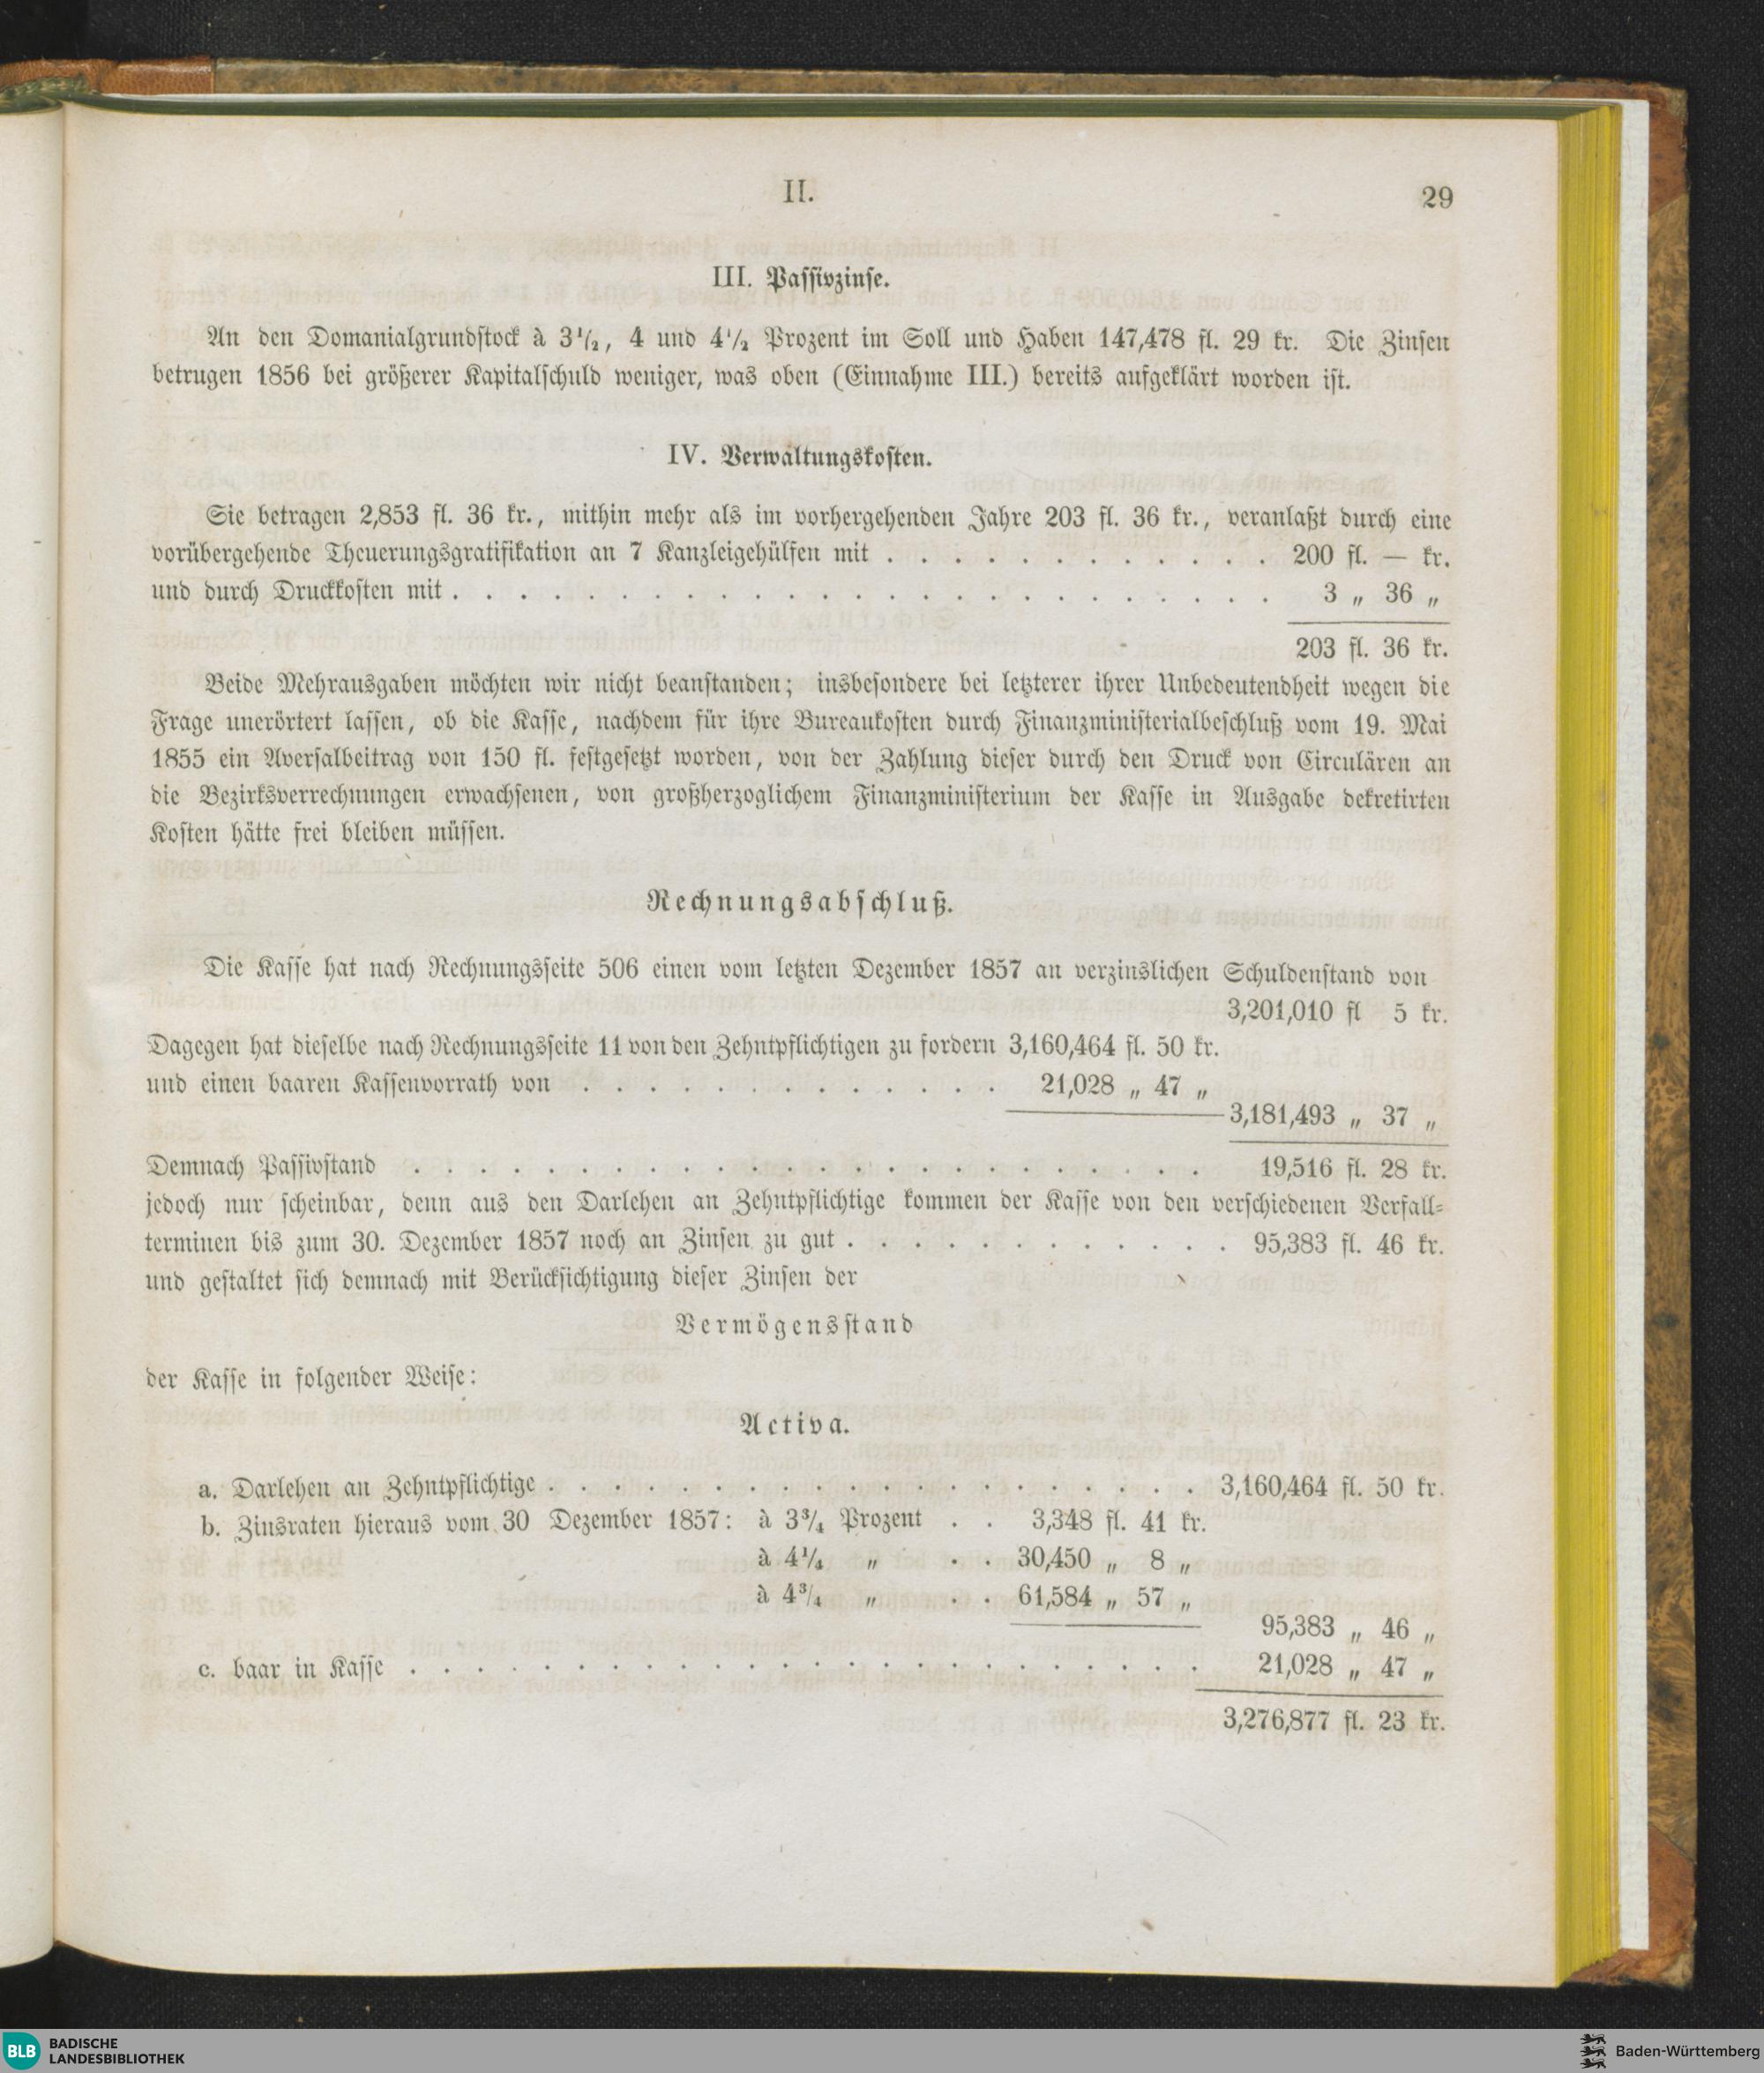 II.
29
III. Passivzinse.
An den Domanialgrundstock à 3 1/2, 4 und 4 1/2 Prozent im Soll und Haben 147,478 fl. 29 kr. Die Zinsen
betrugen 1856 bei größerer Kapitalschuld weniger, was oben (Einnahme III.) bereits aufgeklärt worden ist.
IV. Verwaltungskosten.
Sie betragen 2,853 fl. 36 kr., mithin mehr als im vorhergehenden Jahre 203 fl. 36 kr., veranlaßt durch eine
vorübergehende Theuerungsgratifikation an 7 Kanzleigehülfen mit . . . . . . . . . . . . 200 fl. — kr.
und durch Druckkosten mit . . . . . . . . . . . . . . . . . . . . . . . . . 3 „ 36 „
203 fl. 36 kr.
Beide Mehrausgaben möchten wir nicht beanstanden; insbesondere bei letzterer ihrer Unbedeutendheit wegen die
Frage unerörtert lassen, ob die Kasse, nachdem für ihre Bureaukosten durch Finanzministerialbeschluß vom 19. Mai
1855 ein Aversalbeitrag von 150 fl. festgesetzt worden, von der Zahlung dieser durch den Druck von Circulären an
die Bezirksverrechnungen erwachsenen, von großherzoglichem Finanzministerium der Kasse in Ausgabe dekretirten
Kosten hätte frei bleiben müssen.
Rechnungsabschluß.
Die Kasse hat nach Rechnungsseite 506 einen vom letzten Dezember 1857 an verzinslichen Schuldenstand von
3,201,010 fl 5 kr.
Dagegen hat dieselbe nach Rechnungsseite 11 von den Zehntpflichtigen zu fordern 3,160,464 fl. 50 kr.
und einen baaren Kassenvorrath von . . . . . . . . . . . . . 21,028 „ 47 „
3,181,493 „ 37 „
Demnach Passivstand . . . . . . . . . . . . . . . . . . . . . . . . 19,516 fl. 28 kr.
jedoch nur scheinbar, denn aus den Darlehen an Zehntpflichtige kommen der Kasse von den verschiedenen Verfall-
terminen bis zum 30. Dezember 1857 noch an Zinsen zu gut . . . . . . . . . . . . 95,383 fl. 46 kr.
und gestaltet sich demnach mit Berücksichtigung dieser Zinsen der
Vermögensstand
der Kasse in folgender Weise:
Activa.
a. Darlehen an Zehntpflichtige . . . . . . . . . . . . . . . . . . . . 3,160,464 fl. 50 kr.
b. Zinsraten hieraus vom 30 Dezember 1857: à 3 3/4 Prozent . . 3,348 fl. 41 kr.
à 4 1/4 „ . . 30,450 „ 8 „
à 4 3/4 „ . . 61,584 „ 57 „
95,383 „ 46 „
c. baar in Kasse . . . . . . . . . . . . . . . . . . . . . . . . 21,028 „ 47 „
3,276,877 fl. 23 kr.
BLB
BADISCHE
LANDESBIBLIOTHEK
Baden-Württemberg